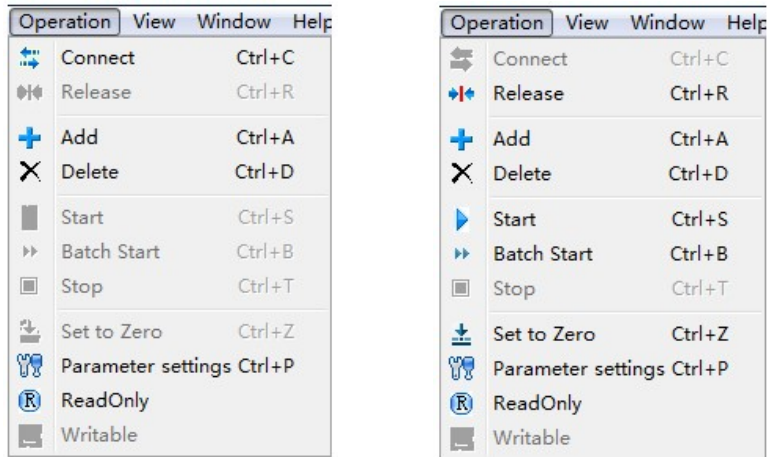 Operation View Window Help
Connect Ctrl+C
Release Ctrl+R
Add Ctrl+A
Delete Ctrl+D
Start Ctrl+S
Batch Start Ctrl+B
Stop Ctrl+T
Set to Zero Ctrl+Z
Parameter settings Ctrl+P
R ReadOnly
Writable
Operation View Window Help
Connect Ctrl+C
Release Ctrl+R
Add Ctrl+A
Delete Ctrl+D
Start Ctrl+S
Batch Start Ctrl+B
Stop Ctrl+T
Set to Zero Ctrl+Z
Parameter settings Ctrl+P
R ReadOnly
Writable